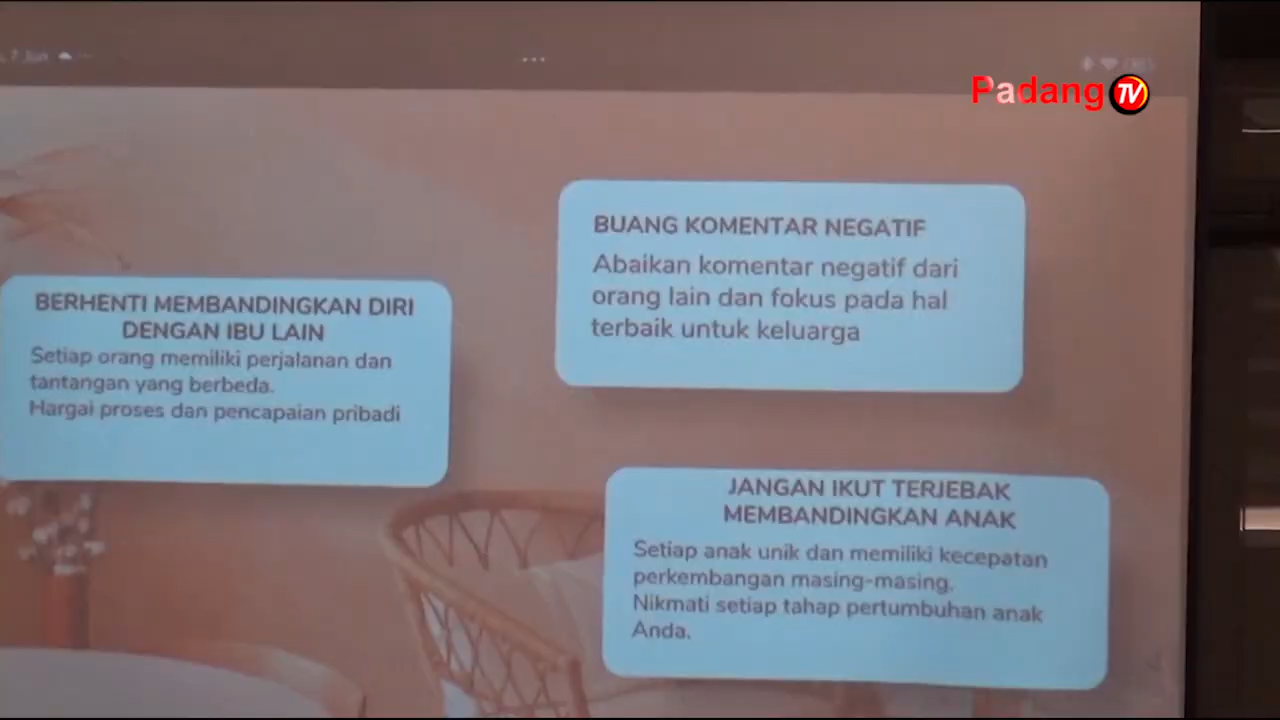 7 Jun
Padang TV
BUANG KOMENTAR NEGATIF
Abaikan komentar negatif dari
orang lain dan fokus pada hal
terbaik untuk keluarga
BERHENTI MEMBANDINGKAN DIRI
DENGAN IBU LAIN
Setiap orang memiliki perjalanan dan
tantangan yang berbeda.
Hargai proses dan pencapaian pribadi
JANGAN IKUT TERJEBAK
MEMBANDINGKAN ANAK
Setiap anak unik dan memiliki kecepatan
perkembangan masing-masing.
Nikmati setiap tahap pertumbuhan anak
Anda.